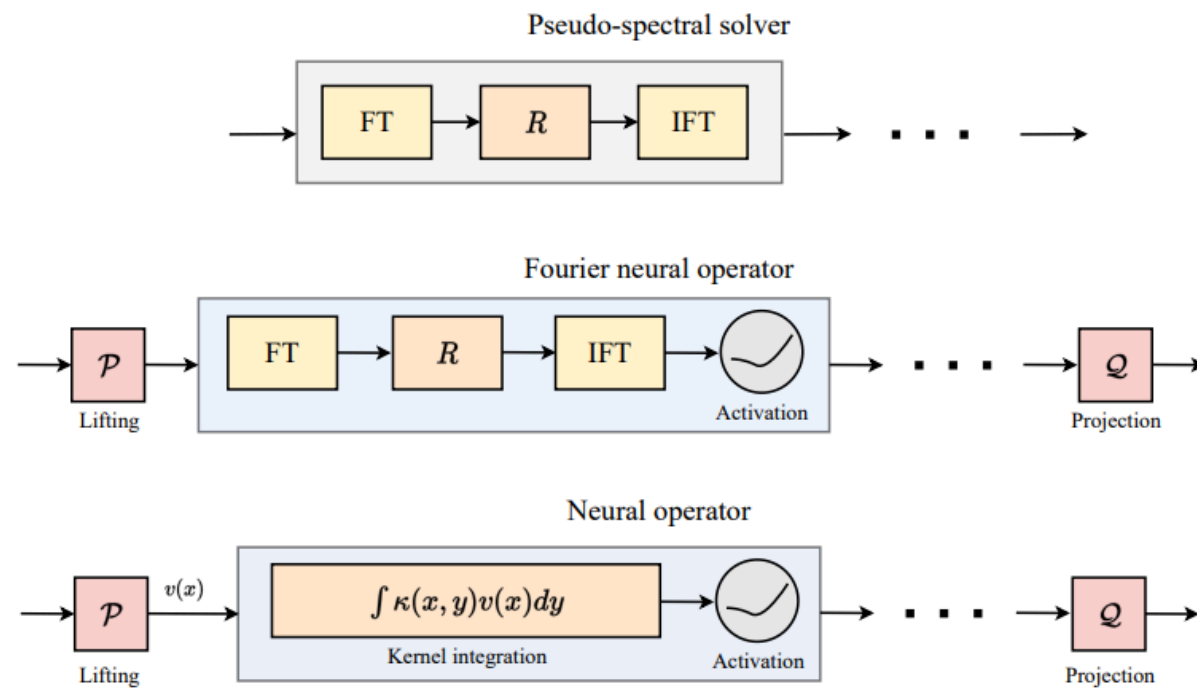 Pseudo-spectral solver
FT
R
IFT
Fourier neural operator
P
FT
R
IFT
Q
Lifting
Activation
Projection
Neural operator
P
v(x)
∫ κ(x, y)v(x)dy
Q
Kernel integration
Activation
Lifting
Projection